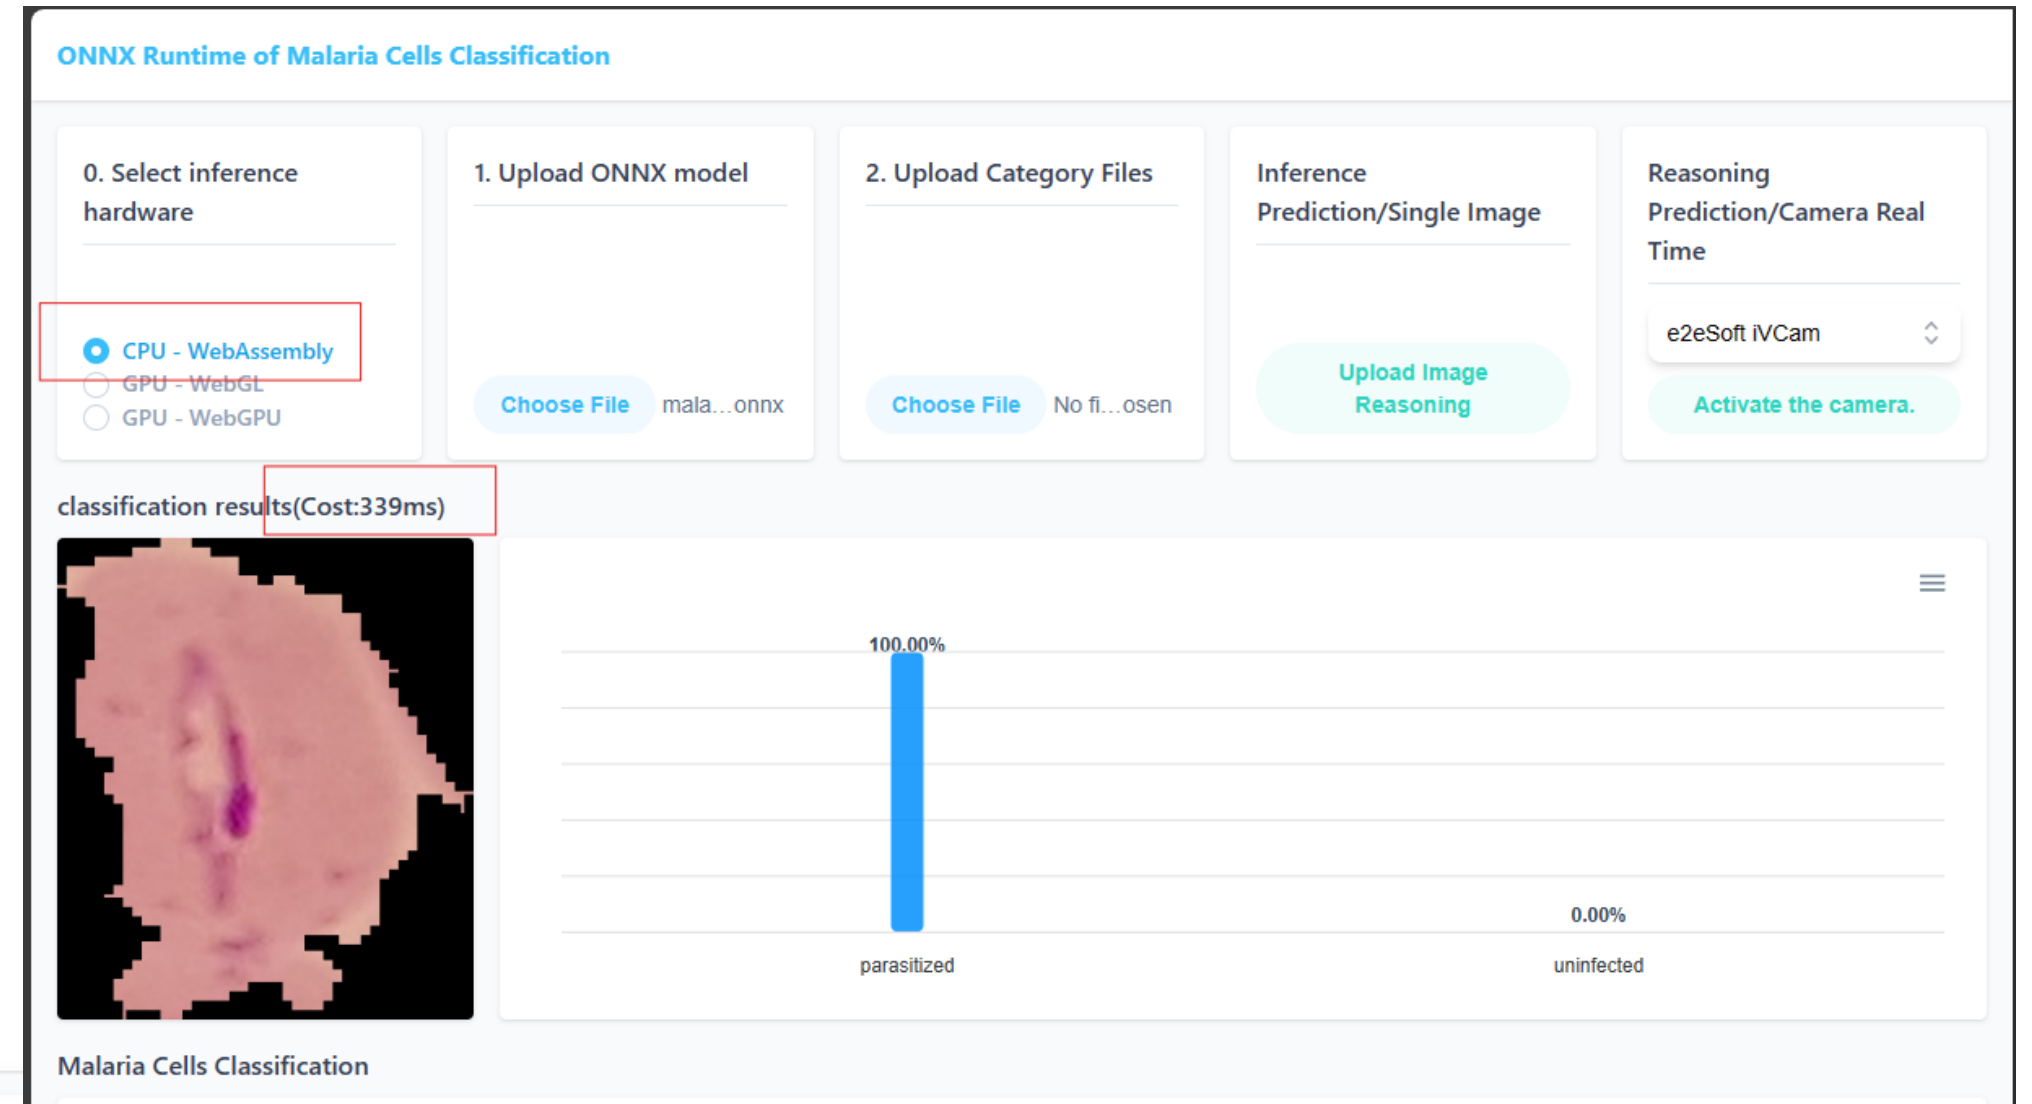 ONNX Runtime of Malaria Cells Classification
0. Select inference
hardware
CPU - WebAssembly
GPU - WebGL
GPU - WebGPU
1. Upload ONNX model
Choose File mala...onnx
2. Upload Category Files
Choose File No fi...osen
Inference
Prediction/Single Image
Upload Image
Reasoning
Reasoning
Prediction/Camera Real
Time
e2eSoft iVCam
Activate the camera.
classification results(Cost:339ms)
100.00%
0.00%
parasitized
uninfected
Malaria Cells Classification